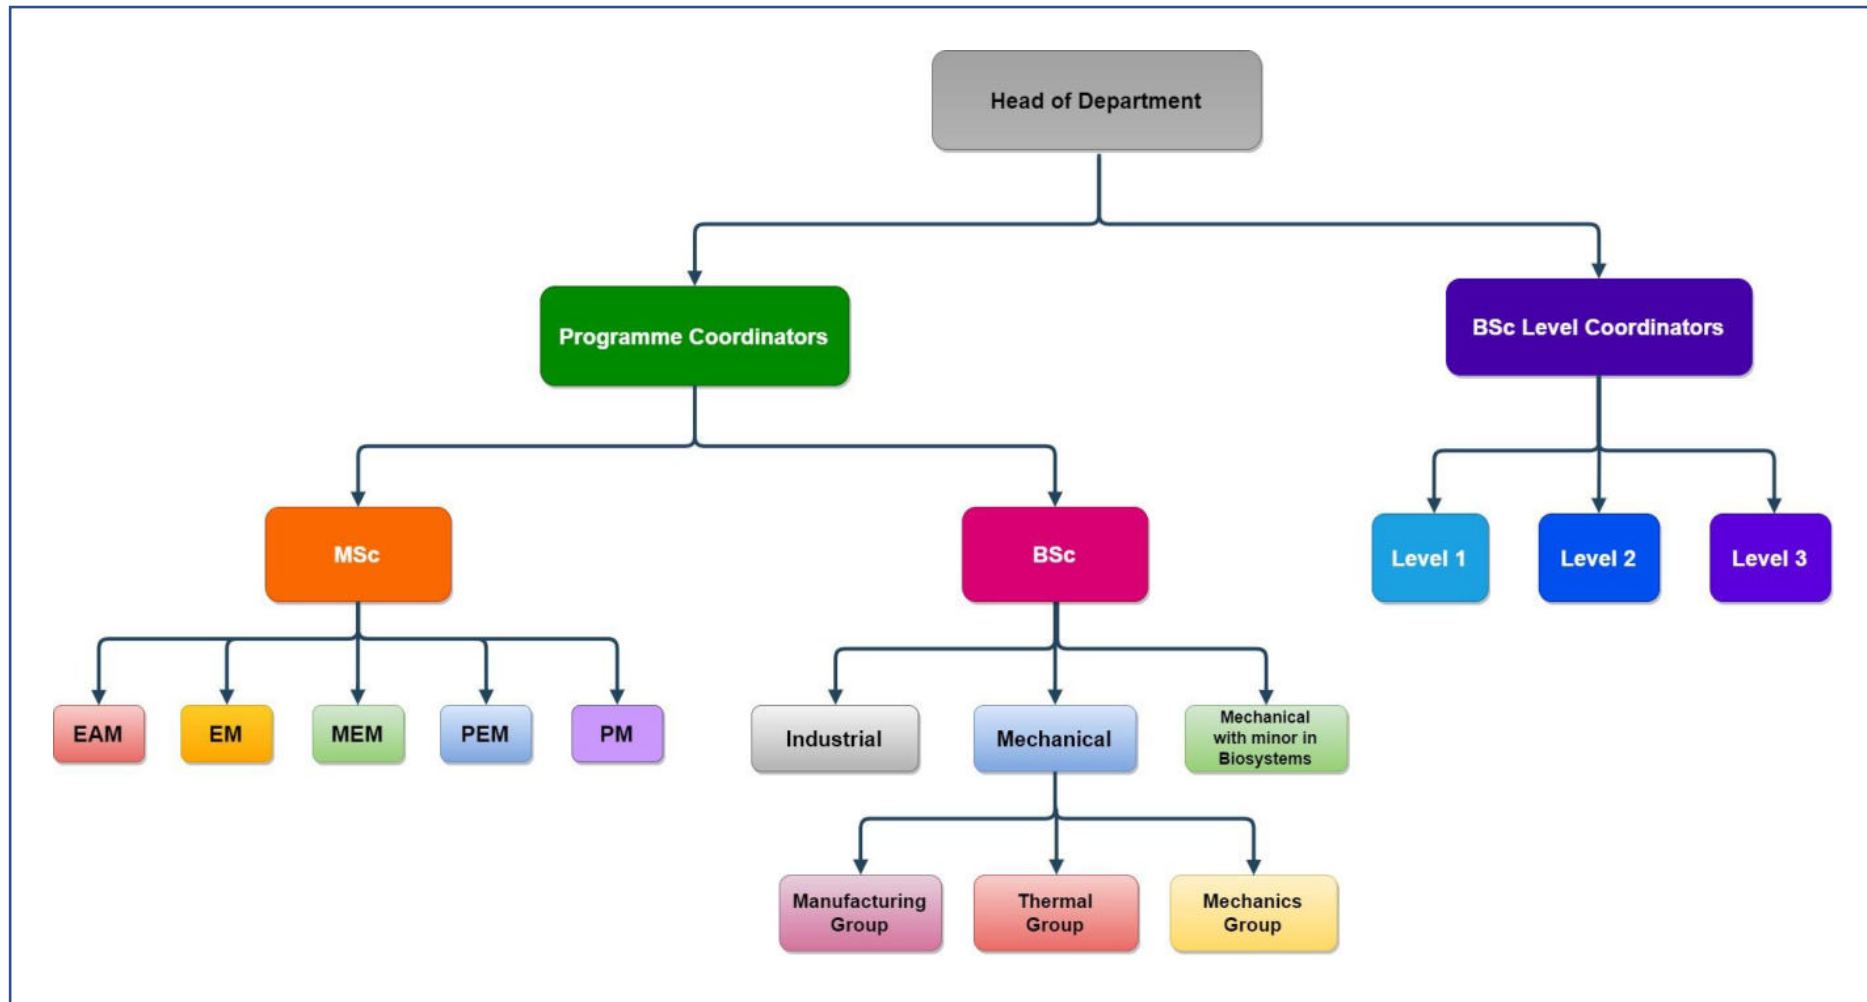 Head of Department
Programme Coordinators
BSc Level Coordinators
MSc
BSc
Level 1
Level 2
Level 3
EAM
EM
MEM
PEM
PM
Industrial
Mechanical
Mechanical
with minor in
Biosystems
Manufacturing
Group
Thermal
Group
Mechanics
Group